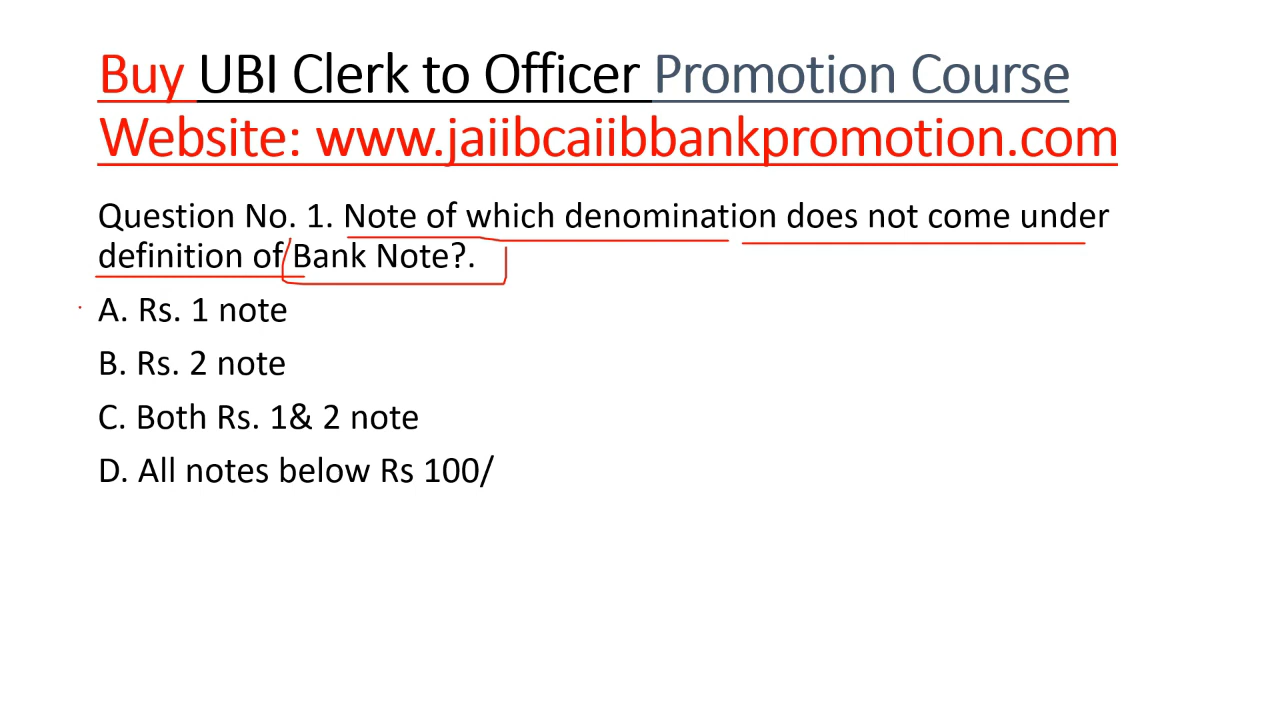 Buy UBI Clerk to Officer Promotion Course
Website: www.jaiibcaiibbankpromotion.com
Question No. 1. Note of which denomination does not come under
definition of Bank Note?.
A. Rs. 1 note
B. Rs. 2 note
C. Both Rs. 1& 2 note
D. All notes below Rs 100/